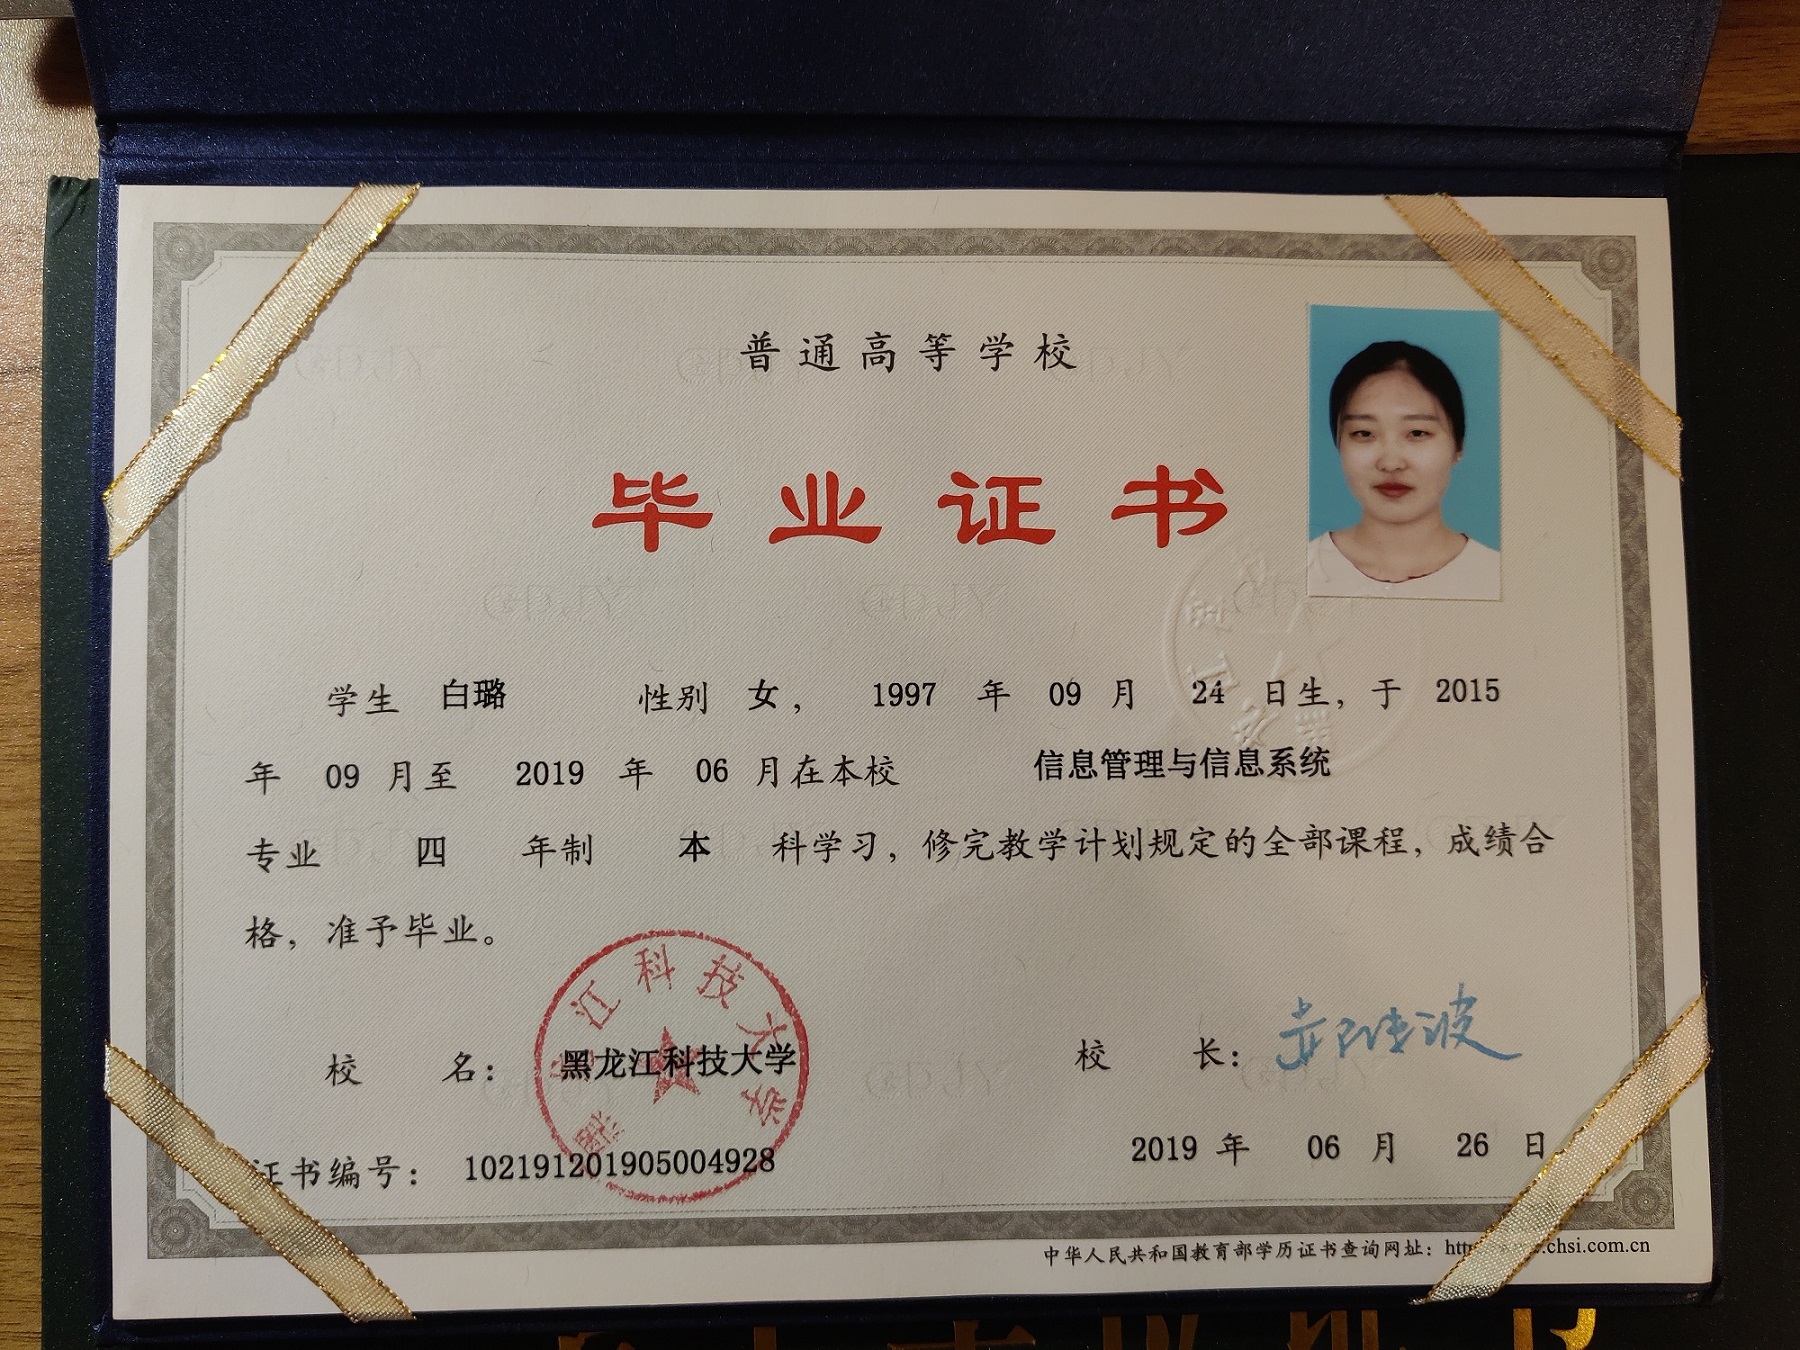 普通高等学校
毕业证书
学生 白璐 性别 女， 1997 年 09 月 24 日生，于 2015
年 09 月至 2019 年 06 月在本校 信息管理与信息系统
专业 四 年制 本 科学习，修完教学计划规定的全部课程，成绩合
格，准予毕业。
校 名： 黑龙江科技大学
校 长：
黑龙江科技大学
证书编号： 102191201905004928
2019 年 06 月 26 日
中华人民共和国教育部学历证书查询网址：htt chsi.com.cn